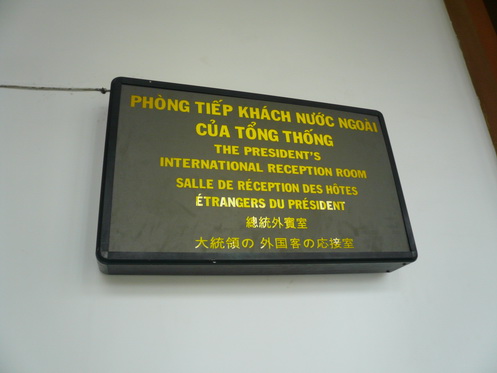 PHÒNG TIẾP KHÁCH NƯỚC NGOÀI
CỦA TỔNG THỐNG
THE PRESIDENT'S
INTERNATIONAL RECEPTION ROOM
SALLE DE RÉCEPTION DES HÔTES
ÉTRANGERS DU PRÉSIDENT
總統外賓室
大統領の 外国客の応接室